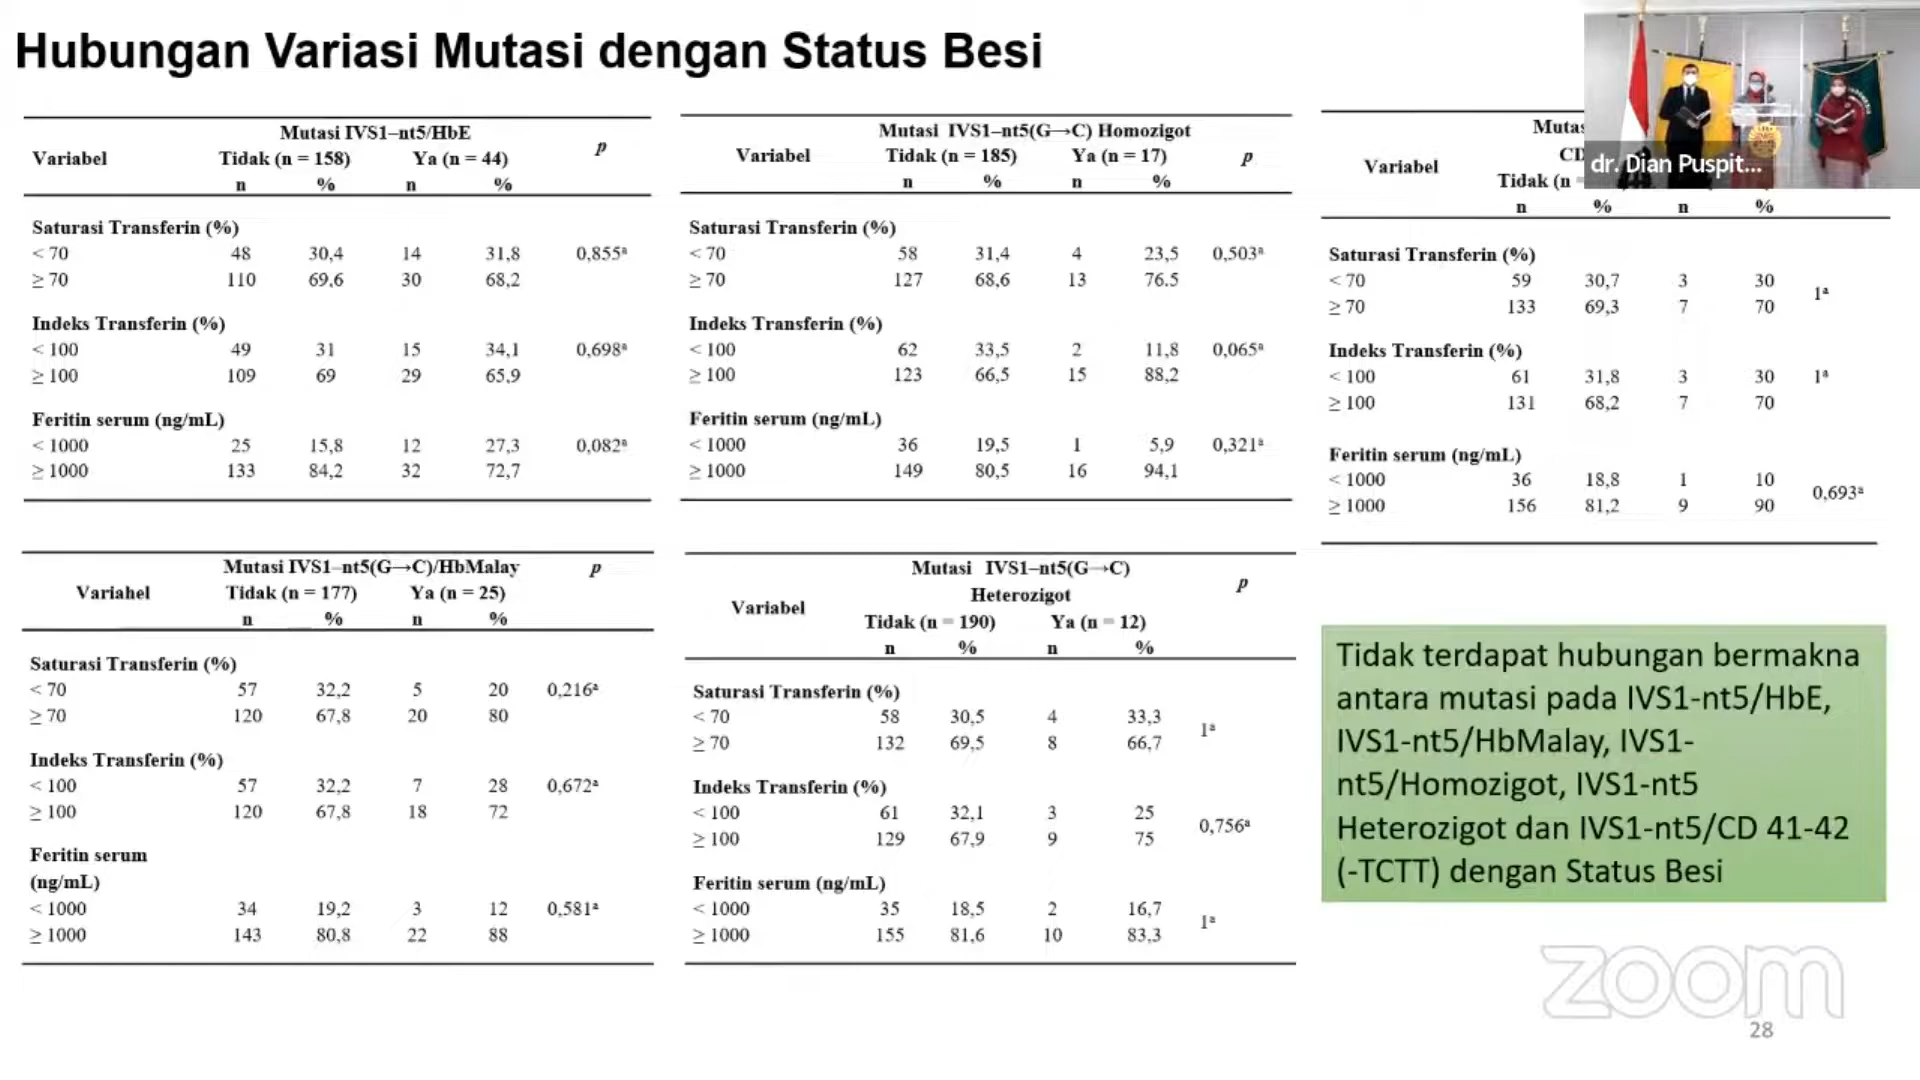 Hubungan Variasi Mutasi dengan Status Besi
dr. Dian Puspit...
Mutasi IVS1–nt5/HbE
Variabel Tidak (n = 158) Ya (n = 44) p
n % n %
Saturasi Transferin (%)
< 70 48 30,4 14 31,8 0,855ᵃ
≥ 70 110 69,6 30 68,2
Indeks Transferin (%)
< 100 49 31 15 34,1 0,698ᵃ
≥ 100 109 69 29 65,9
Feritin serum (ng/mL)
< 1000 25 15,8 12 27,3 0,082ᵃ
≥ 1000 133 84,2 32 72,7
Mutasi IVS1–nt5(G→C) Homozigot
Variabel Tidak (n = 185) Ya (n = 17) p
n % n %
Saturasi Transferin (%)
< 70 58 31,4 4 23,5 0,503ᵃ
≥ 70 127 68,6 13 76.5
Indeks Transferin (%)
< 100 62 33,5 2 11,8 0,065ᵃ
≥ 100 123 66,5 15 88,2
Feritin serum (ng/mL)
< 1000 36 19,5 1 5,9 0,321ᵃ
≥ 1000 149 80,5 16 94,1
Variabel
Tidak (n
n % n %
Saturasi Transferin (%)
< 70 59 30,7 3 30 1ᵃ
≥ 70 133 69,3 7 70
Indeks Transferin (%)
< 100 61 31,8 3 30 1ᵃ
≥ 100 131 68,2 7 70
Feritin serum (ng/mL)
< 1000 36 18,8 1 10 0,693ᵃ
≥ 1000 156 81,2 9 90
Mutasi IVS1–nt5(G→C)/HbMalay p
Variahel Tidak (n = 177) Ya (n = 25)
n % n %
Saturasi Transferin (%)
< 70 57 32,2 5 20 0,216ᵃ
≥ 70 120 67,8 20 80
Indeks Transferin (%)
< 100 57 32,2 7 28 0,672ᵃ
≥ 100 120 67,8 18 72
Feritin serum
(ng/mL)
< 1000 34 19,2 3 12 0,581ᵃ
≥ 1000 143 80,8 22 88
Mutasi IVS1–nt5(G→C) p
Heterozigot
Variabel Tidak (n = 190) Ya (n = 12)
n % n %
Saturasi Transferin (%)
< 70 58 30,5 4 33,3 1ᵃ
≥ 70 132 69,5 8 66,7
Indeks Transferin (%)
< 100 61 32,1 3 25 0,756ᵃ
≥ 100 129 67,9 9 75
Feritin serum (ng/mL)
< 1000 35 18,5 2 16,7 1ᵃ
≥ 1000 155 81,6 10 83,3
Tidak terdapat hubungan bermakna
antara mutasi pada IVS1-nt5/HbE,
IVS1-nt5/HbMalay, IVS1-
nt5/Homozigot, IVS1-nt5
Heterozigot dan IVS1-nt5/CD 41-42
(-TCTT) dengan Status Besi
zoom
28